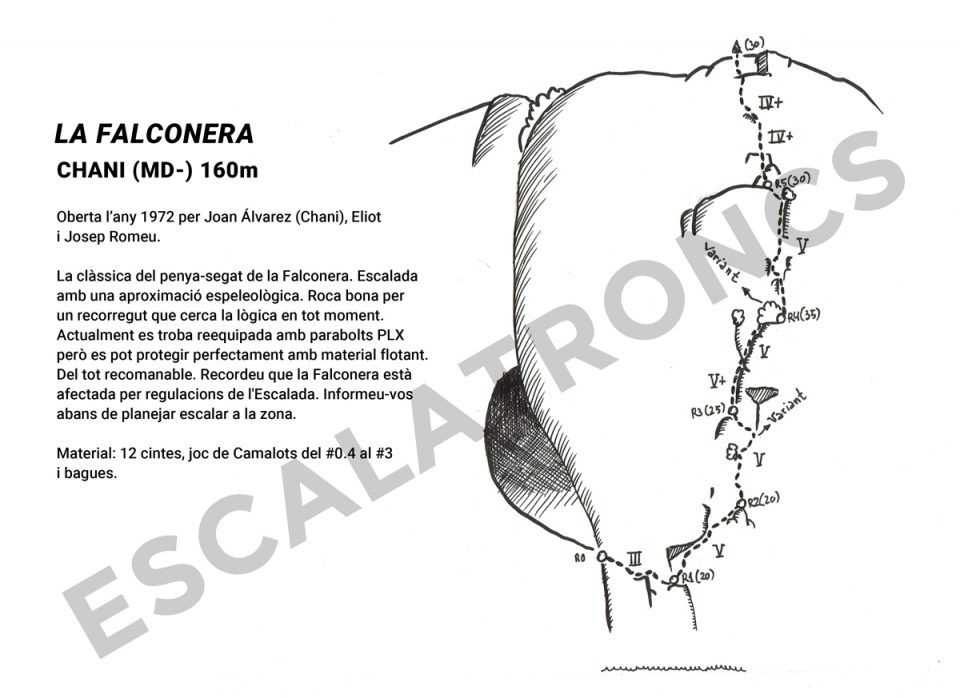 LA FALCONERA
CHANI (MD-) 160m
Oberta l'any 1972 per Joan Álvarez (Chani), Eliot
i Josep Romeu.
La clàssica del penya-segat de la Falconera. Escalada
amb una aproximació espeleològica. Roca bona per
un recorregut que cerca la lògica en tot moment.
Actualment es troba reequipada amb parabolts PLX
però es pot protegir perfectament amb material flotant.
Del tot recomanable. Recordeu que la Falconera està
afectada per regulacions de l'Escalada. Informeu-vos
abans de planejar escalar a la zona.
Material: 12 cintes, joc de Camalots del #0.4 al #3
i bagues.
(30)
IV+
IV+
R5(30)
V
Variant
R4(35)
V
V+
R3(25)
Variant
V
R2(20)
V
R0
III
R1(20)
ESCALATRONCS